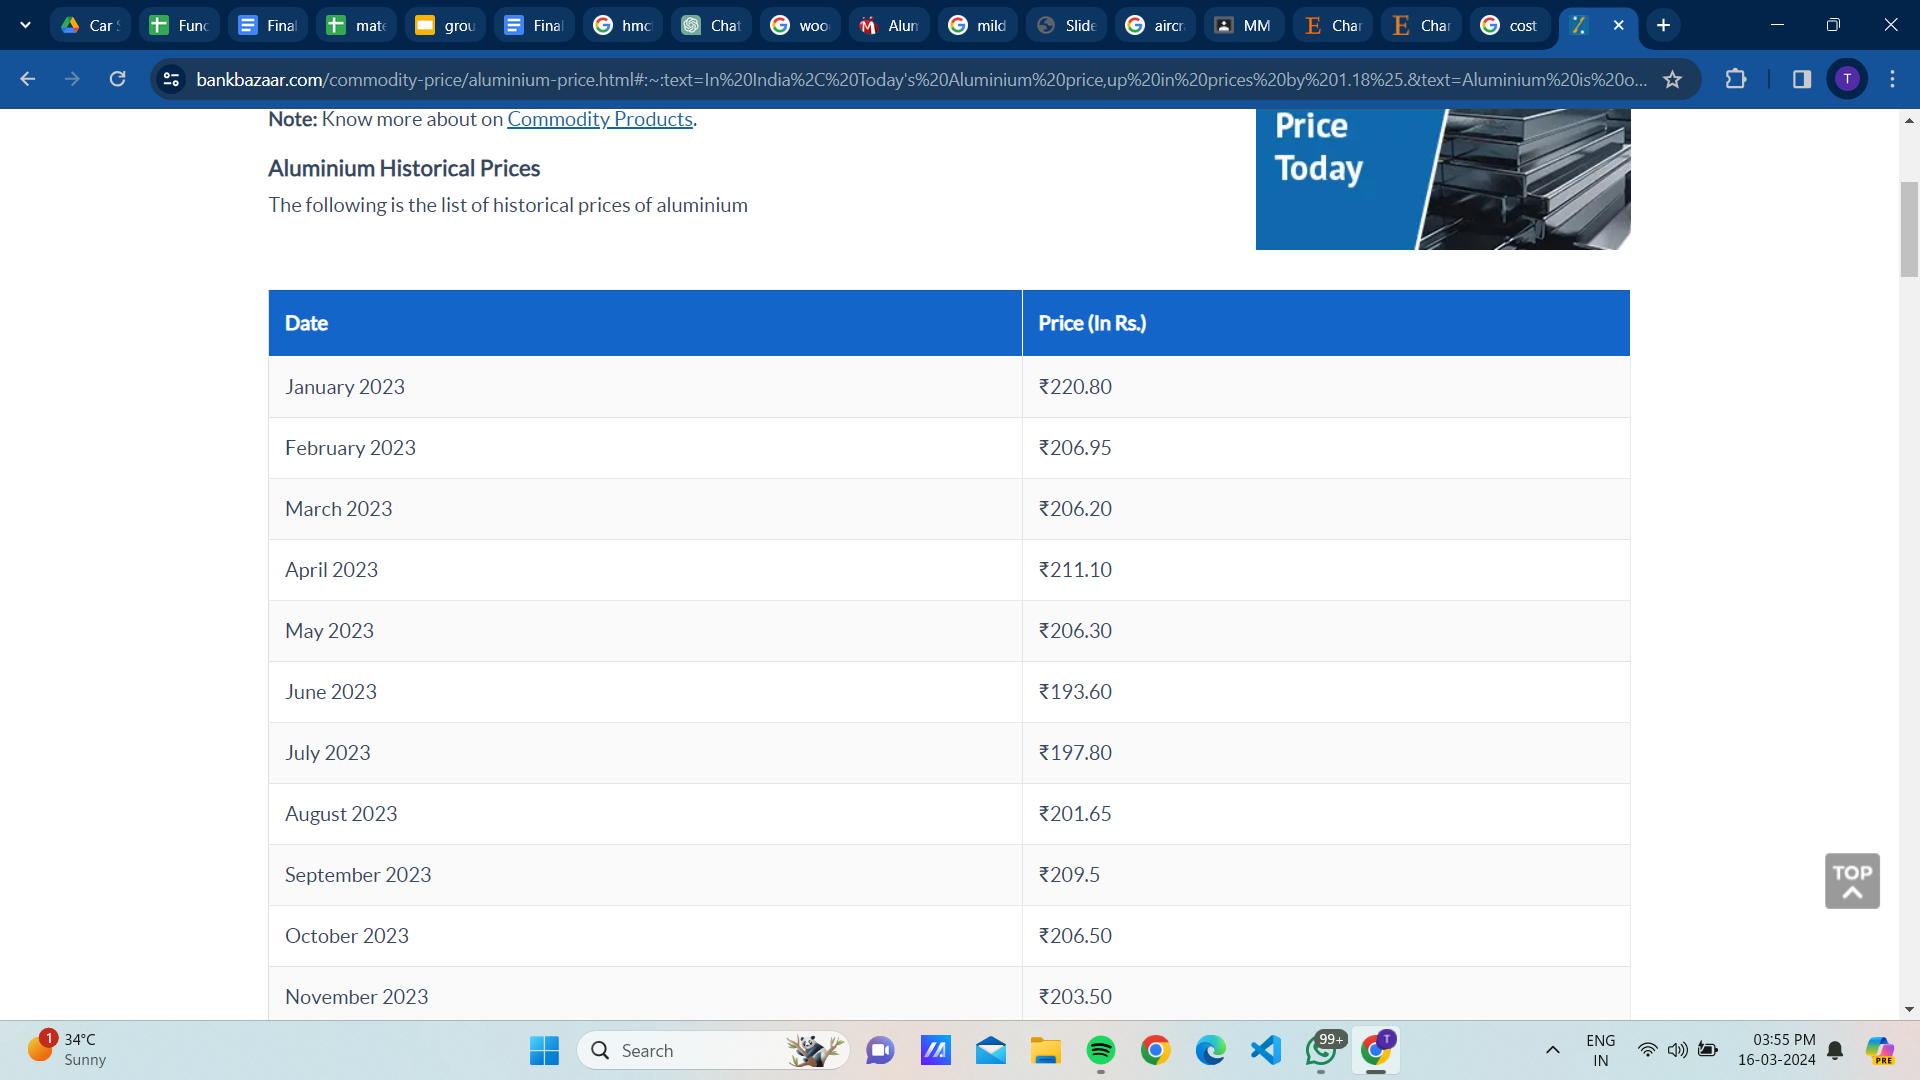 Car S
Func
Final
mate
grou
Final
hmc
Chat
woo
Alum
mild
Slide
aircr
MM
Char
Char
cost
bankbazaar.com/commodity-price/aluminium-price.html#:~:text=In%20India%2C%20Today's%20Aluminium%20price,up%20in%20prices%20by%201.18%25.&text=Aluminium%20is%20o...
T
Note: Know more about on Commodity Products.
Price
Today
Aluminium Historical Prices
The following is the list of historical prices of aluminium
Date Price (In Rs.)
January 2023 ₹220.80
February 2023 ₹206.95
March 2023 ₹206.20
April 2023 ₹211.10
May 2023 ₹206.30
June 2023 ₹193.60
July 2023 ₹197.80
August 2023 ₹201.65
September 2023 ₹209.5
October 2023 ₹206.50
November 2023 ₹203.50
TOP
1
34°C
Sunny
Search
99+
T
ENG
IN
03:55 PM
16-03-2024
PRE